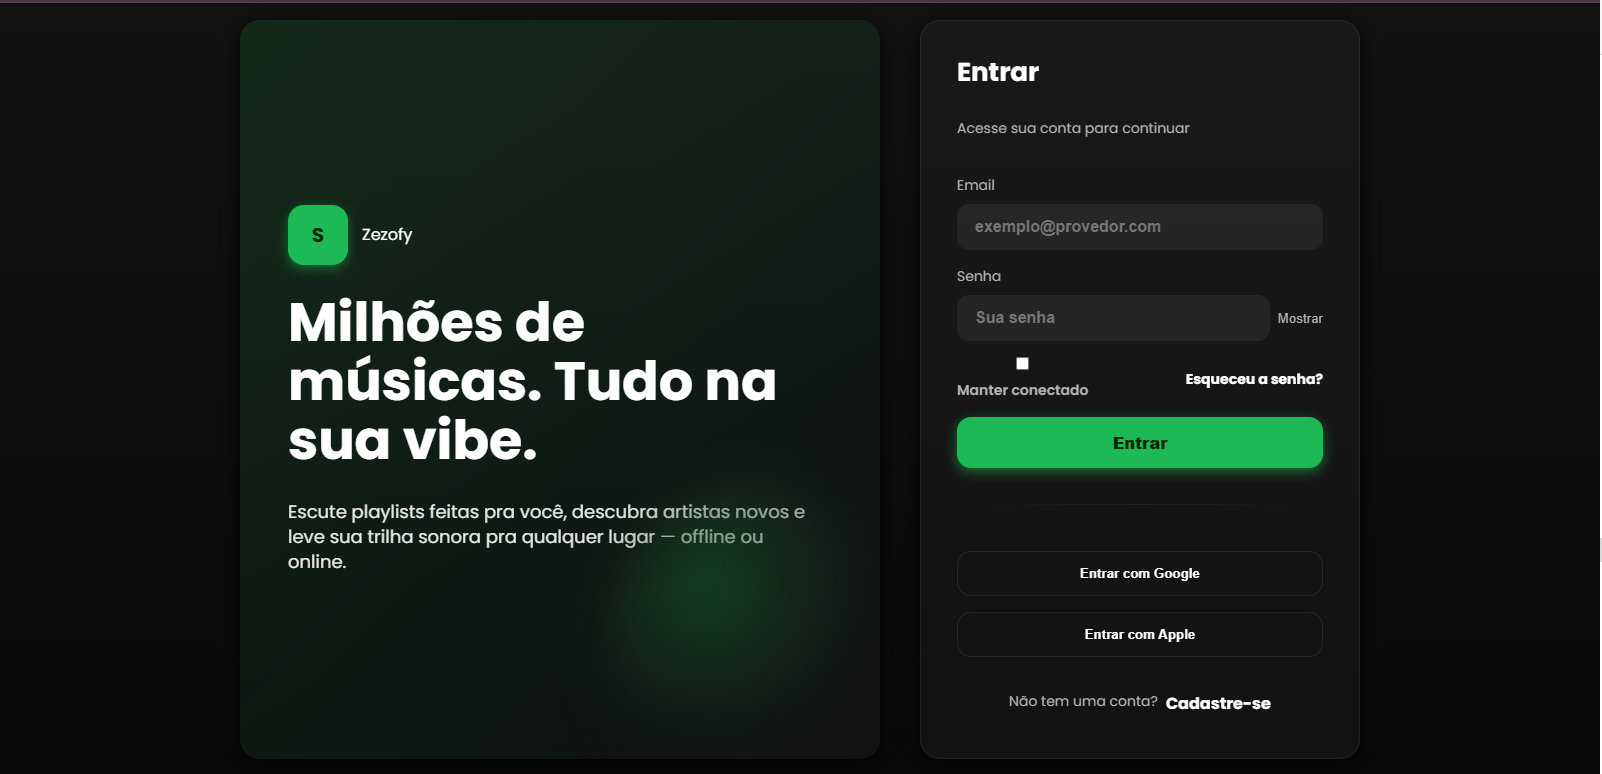 S
Zezofy
Milhões de
músicas. Tudo na
sua vibe.
Escute playlists feitas pra você, descubra artistas novos e
leve sua trilha sonora pra qualquer lugar — offline ou
online.
Entrar
Acesse sua conta para continuar
Email
exemplo@provedor.com
Senha
Sua senha
Mostrar
Manter conectado
Esqueceu a senha?
Entrar
Entrar com Google
Entrar com Apple
Não tem uma conta? Cadastre-se